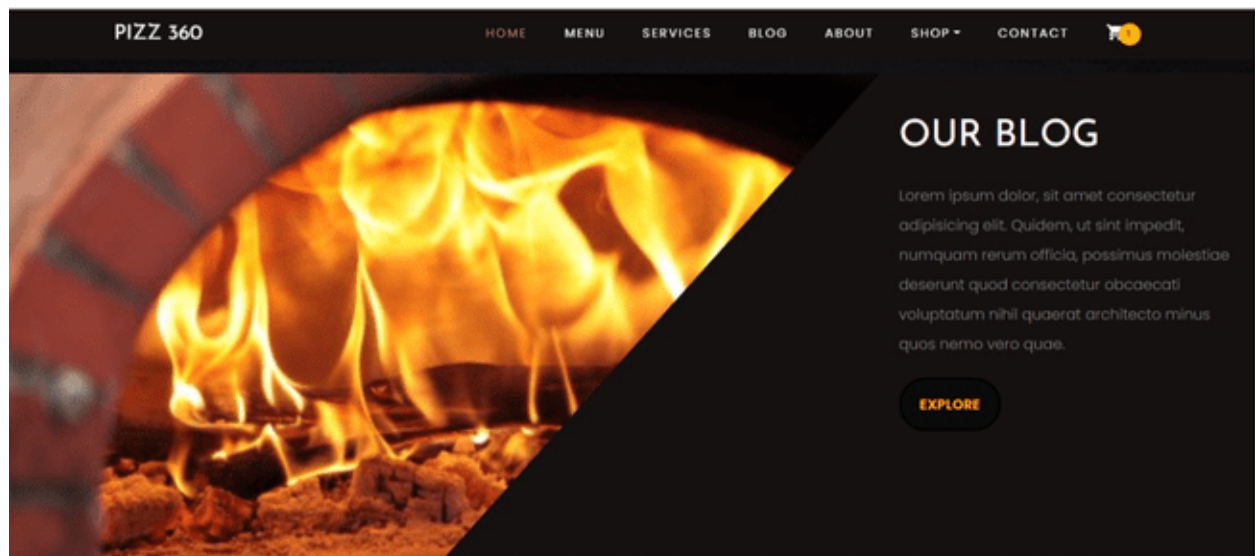 PIZZ 360 HOME MENU SERVICES BLOG ABOUT SHOP CONTACT 1
OUR BLOG
Lorem ipsum dolor, sit amet consectetur
adipisicing elit. Quidem, ut sint impedit,
numquam rerum officia, possimus molestiae
deserunt quod consectetur obcaecati
voluptatum nihil quaerat architecto minus
quos nemo vero quae.
EXPLORE